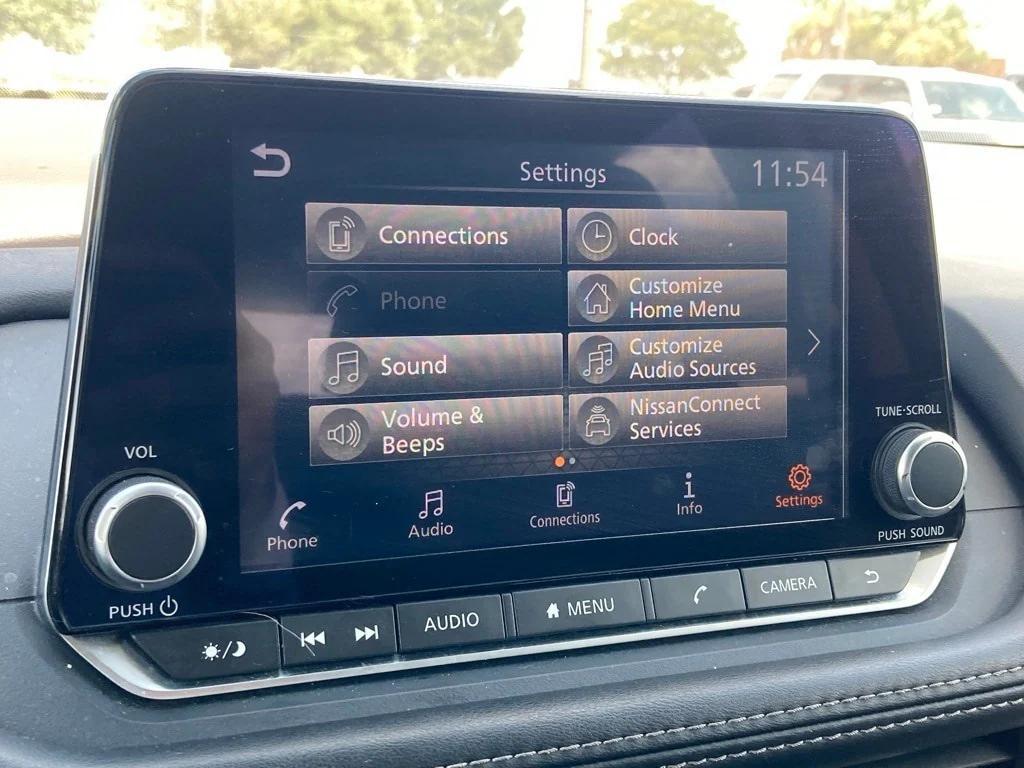 Settings
11:54
Connections
Clock
Phone
Customize
Home Menu
Sound
Customize
Audio Sources
Volume &
Beeps
NissanConnect
Services
Phone
Audio
Connections
Info
Settings
VOL
PUSH
TUNE·SCROLL
PUSH SOUND
AUDIO
MENU
CAMERA